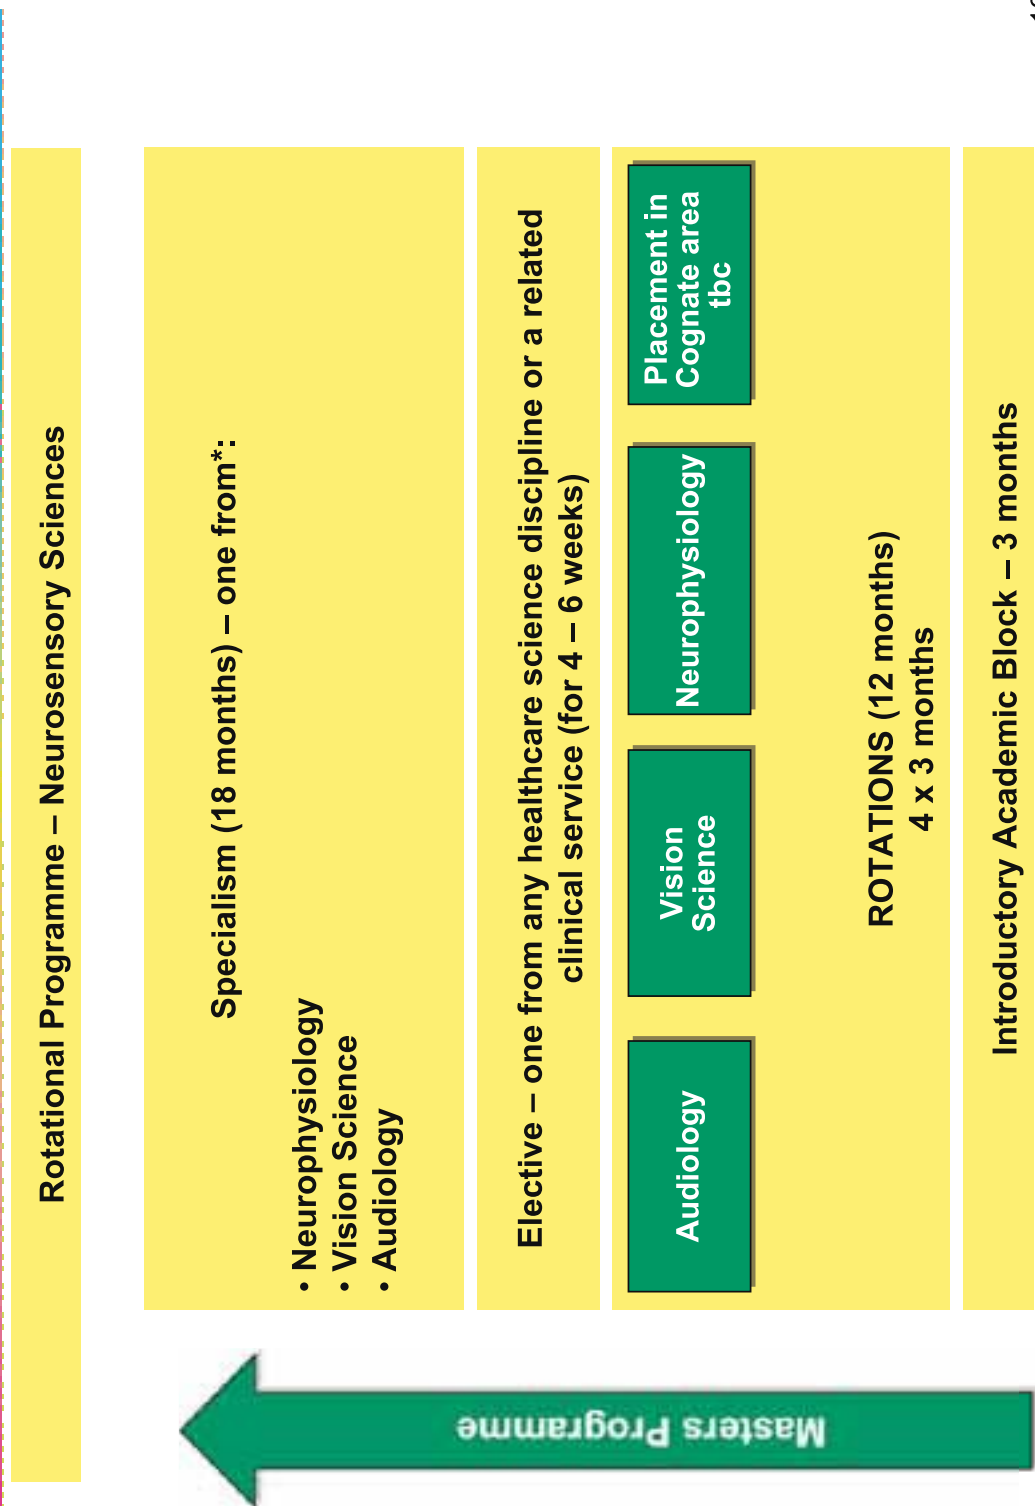 Rotational Programme – Neurosensory Sciences
Specialism (18 months) – one from*:
• Neurophysiology
• Vision Science
• Audiology
Elective – one from any healthcare science discipline or a related
clinical service (for 4 – 6 weeks)
Audiology
Vision
Science
Neurophysiology
Placement in
Cognate area
tbc
ROTATIONS (12 months)
4 x 3 months
Introductory Academic Block – 3 months
Masters Programme